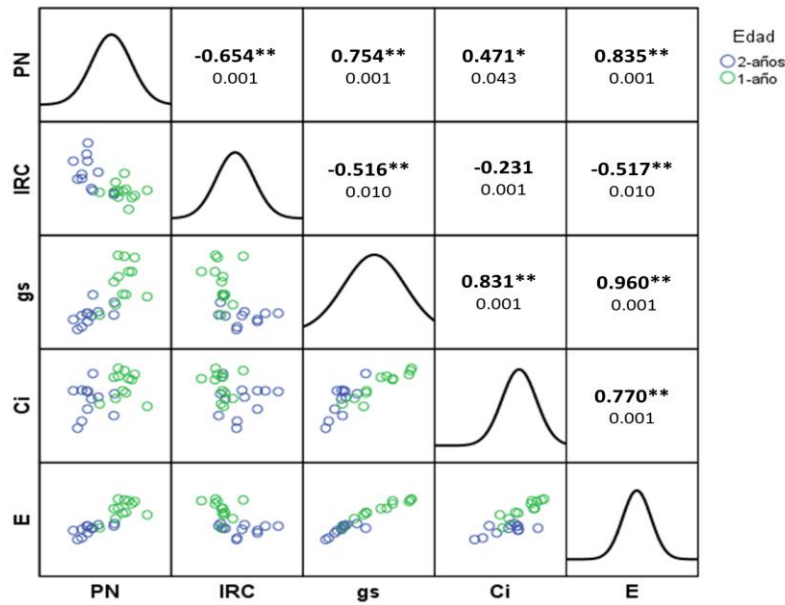 PN
-0.654** 0.754** 0.471* 0.835**
0.001 0.001 0.043 0.001
Edad
2-años
1-año
IRC
-0.516** -0.231 -0.517**
0.010 0.001 0.010
gs
0.831** 0.960**
0.001 0.001
Ci
0.770**
0.001
E
PN IRC gs Ci E